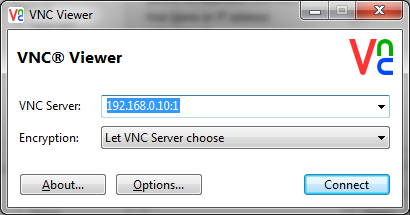 VNC Viewer
VNC® Viewer
VNC Server: 192.168.0.10:1
Encryption: Let VNC Server choose
About... Options... Connect